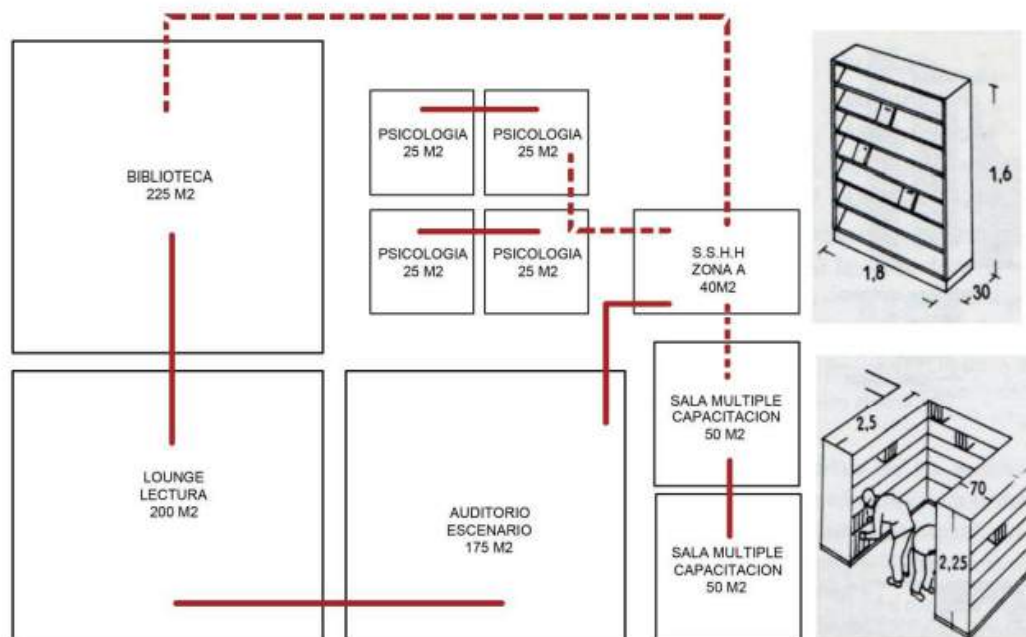 BIBLIOTECA
225 M2
PSICOLOGIA
25 M2
PSICOLOGIA
25 M2
PSICOLOGIA
25 M2
PSICOLOGIA
25 M2
S.S.H.H
ZONA A
40M2
SALA MULTIPLE
CAPACITACION
50 M2
LOUNGE
LECTURA
200 M2
AUDITORIO
ESCENARIO
175 M2
SALA MULTIPLE
CAPACITACION
50 M2
1,6
1,8
30
2,5
70
2,25